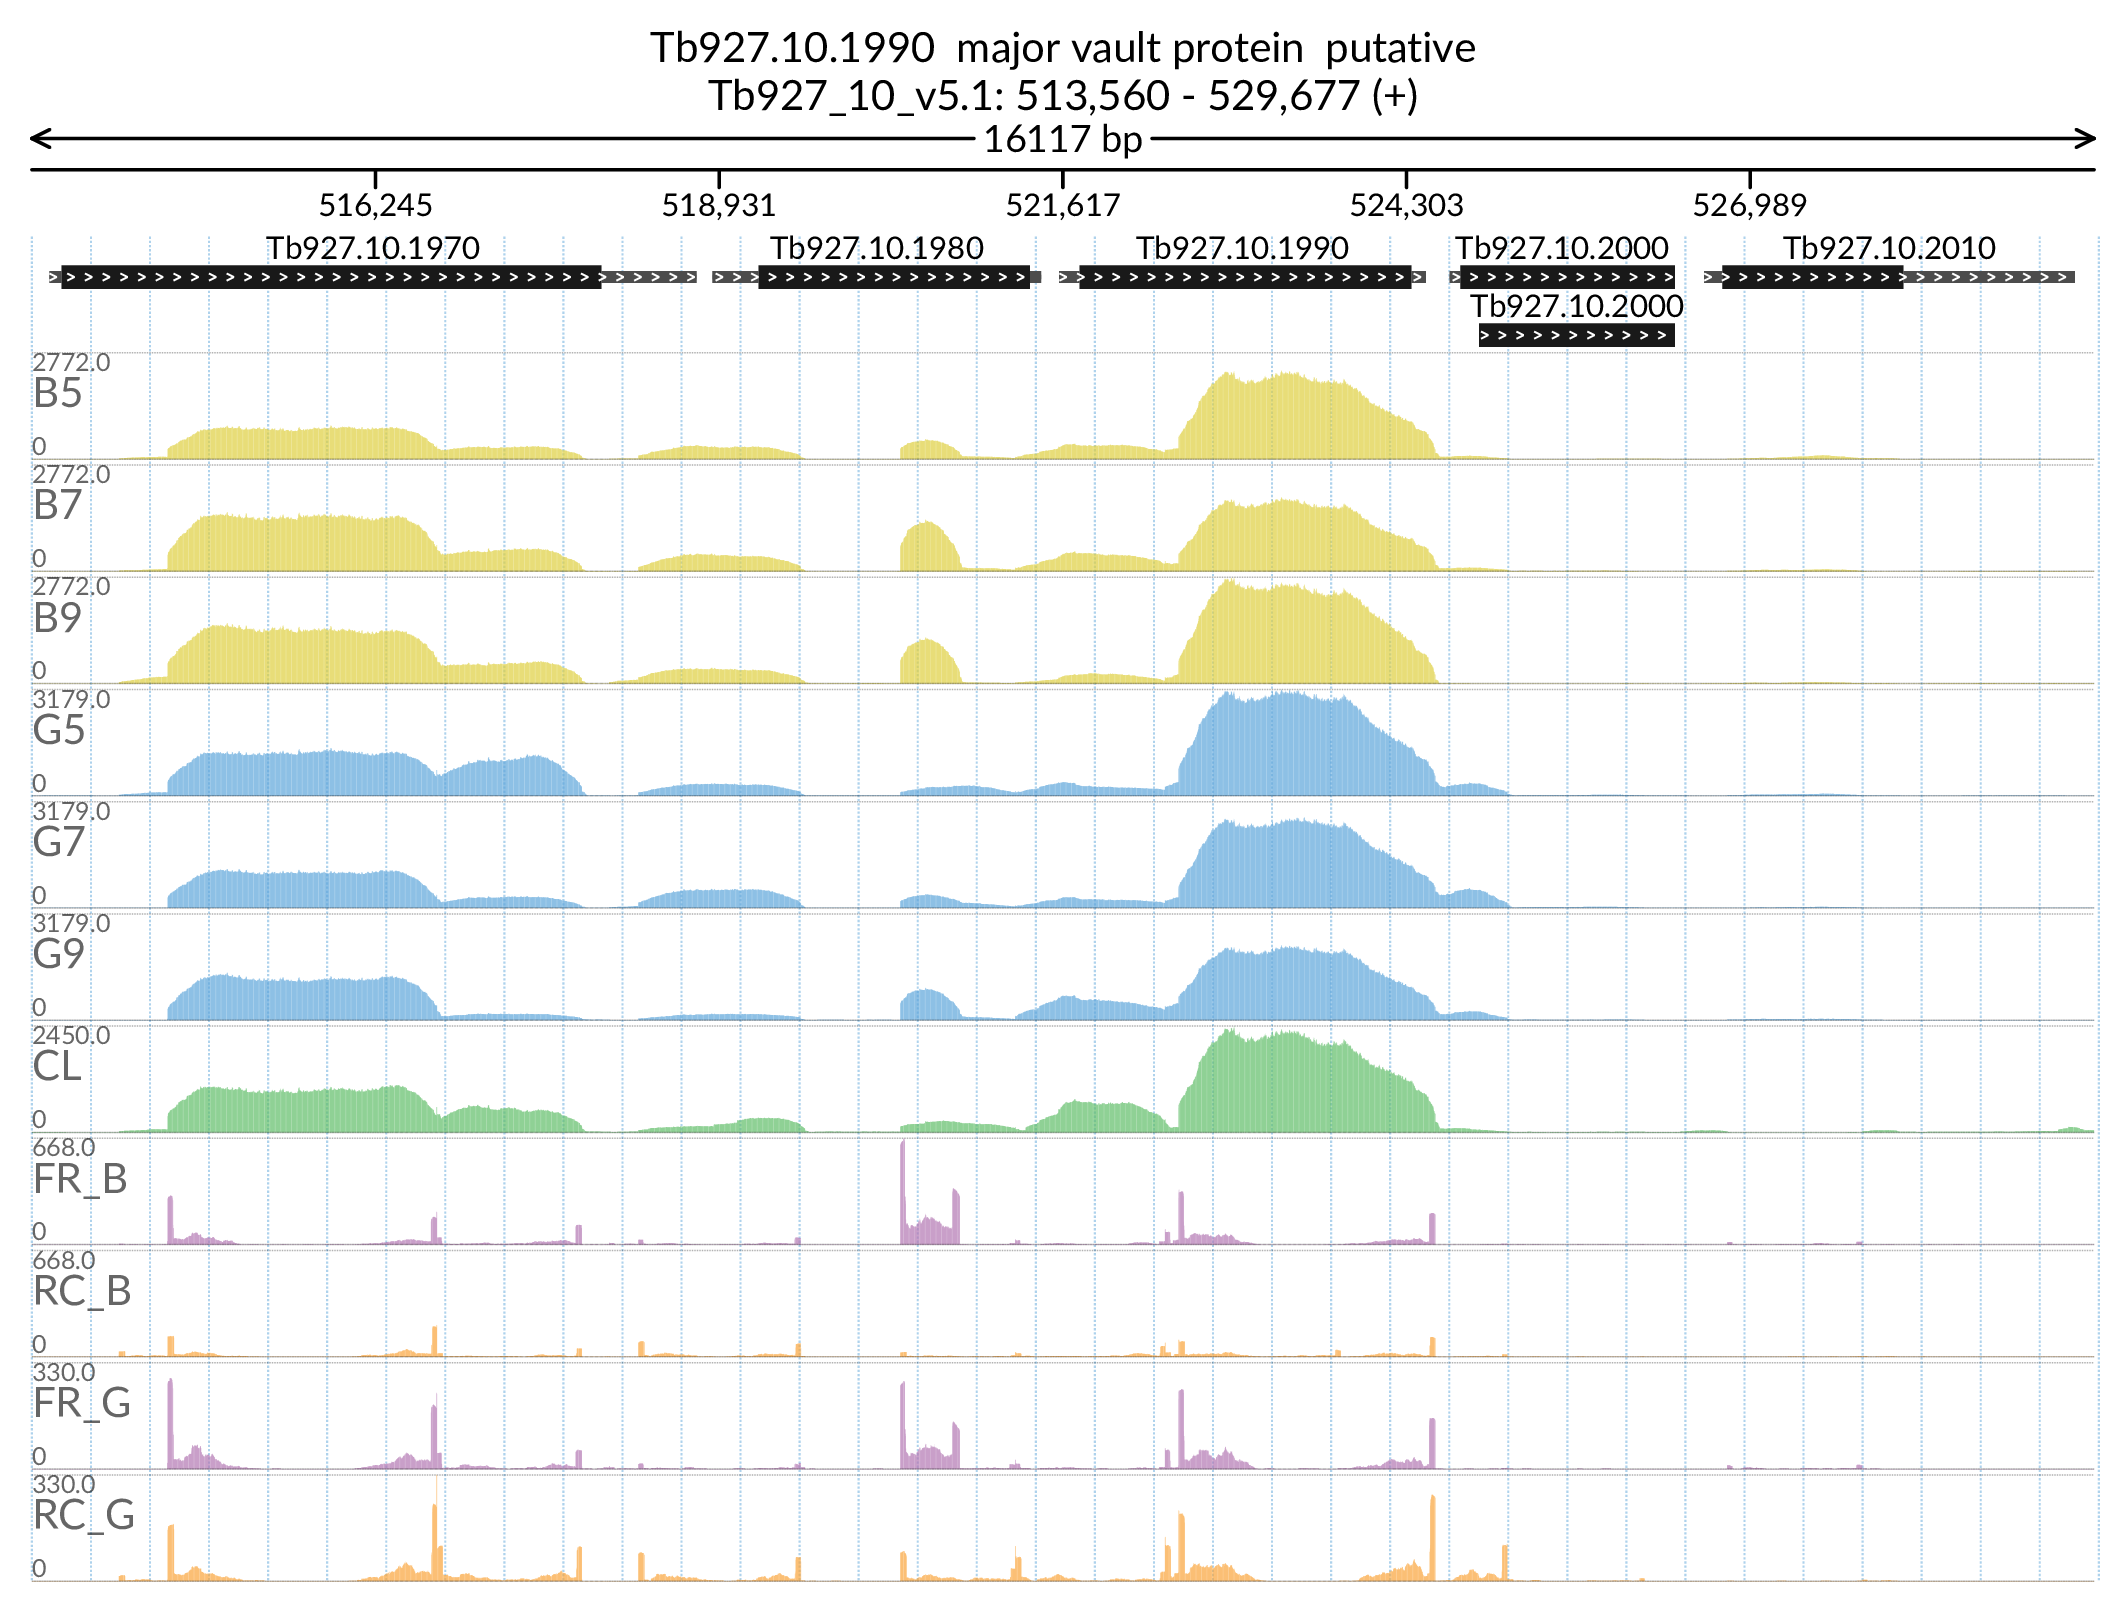 Tb927.10.1990  major vault protein  putative
Tb927_10_v5.1: 513,560 - 529,677 (+)
16117 bp
516,245 518,931 521,617 524,303 526,989
Tb927.10.1970 Tb927.10.1980 Tb927.10.1990 Tb927.10.2000 Tb927.10.2010
Tb927.10.2000
2772.0
B5
0
2772.0
B7
0
2772.0
B9
0
3179.0
G5
0
3179.0
G7
0
3179.0
G9
0
2450.0
CL
0
668.0
FR_B
0
668.0
RC_B
0
330.0
FR_G
0
330.0
RC_G
0